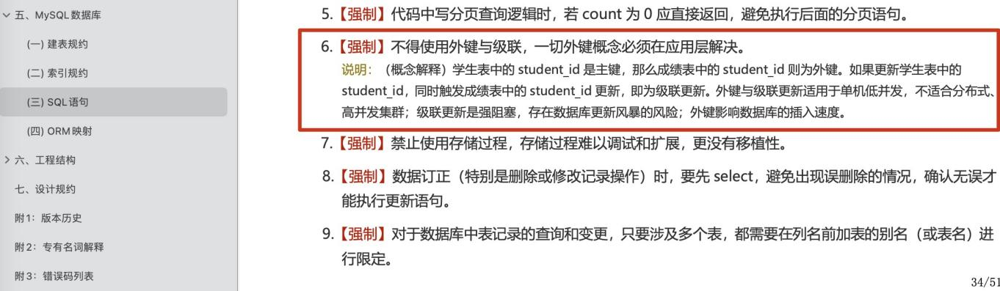 五、MySQL数据库
(一) 建表规约
(二) 索引规约
(三) SQL语句
(四) ORM映射
六、工程结构
七、设计规约
附1：版本历史
附2：专有名词解释
附3：错误码列表
5.【强制】代码中写分页查询逻辑时，若 count 为 0 应直接返回，避免执行后面的分页语句。
6.【强制】不得使用外键与级联，一切外键概念必须在应用层解决。
说明：（概念解释）学生表中的 student_id 是主键，那么成绩表中的 student_id 则为外键。如果更新学生表中的
student_id，同时触发成绩表中的 student_id 更新，即为级联更新。外键与级联更新适用于单机低并发，不适合分布式、
高并发集群；级联更新是强阻塞，存在数据库更新风暴的风险；外键影响数据库的插入速度。
7.【强制】禁止使用存储过程，存储过程难以调试和扩展，更没有移植性。
8.【强制】数据订正（特别是删除或修改记录操作）时，要先 select，避免出现误删除的情况，确认无误才
能执行更新语句。
9.【强制】对于数据库中表记录的查询和变更，只要涉及多个表，都需要在列名前加表的别名（或表名）进
行限定。
34/51